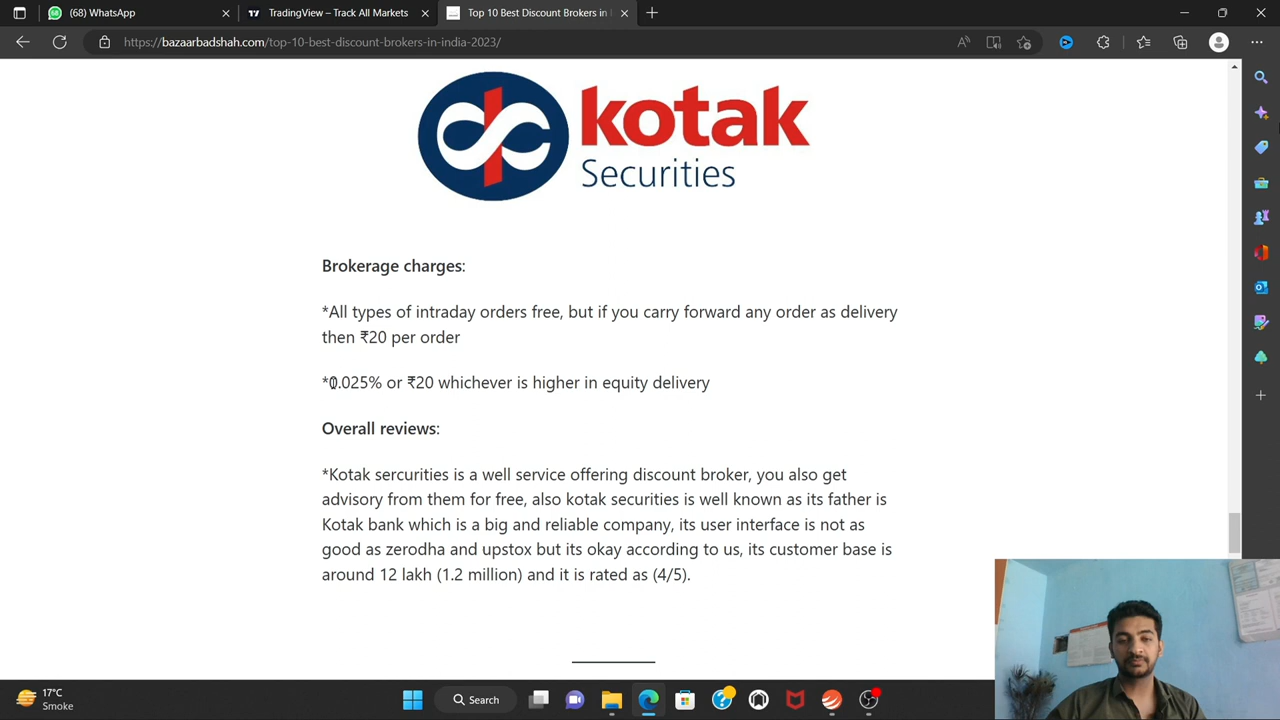 (68) WhatsApp
TradingView – Track All Markets
Top 10 Best Discount Brokers in
https://bazaarbadshah.com/top-10-best-discount-brokers-in-india-2023/
kotak
Securities
Brokerage charges:
*All types of intraday orders free, but if you carry forward any order as delivery
then ₹20 per order
*0.025% or ₹20 whichever is higher in equity delivery
Overall reviews:
*Kotak sercurities is a well service offering discount broker, you also get
advisory from them for free, also kotak securities is well known as its father is
Kotak bank which is a big and reliable company, its user interface is not as
good as zerodha and upstox but its okay according to us, its customer base is
around 12 lakh (1.2 million) and it is rated as (4/5).
17°C
Smoke
Search